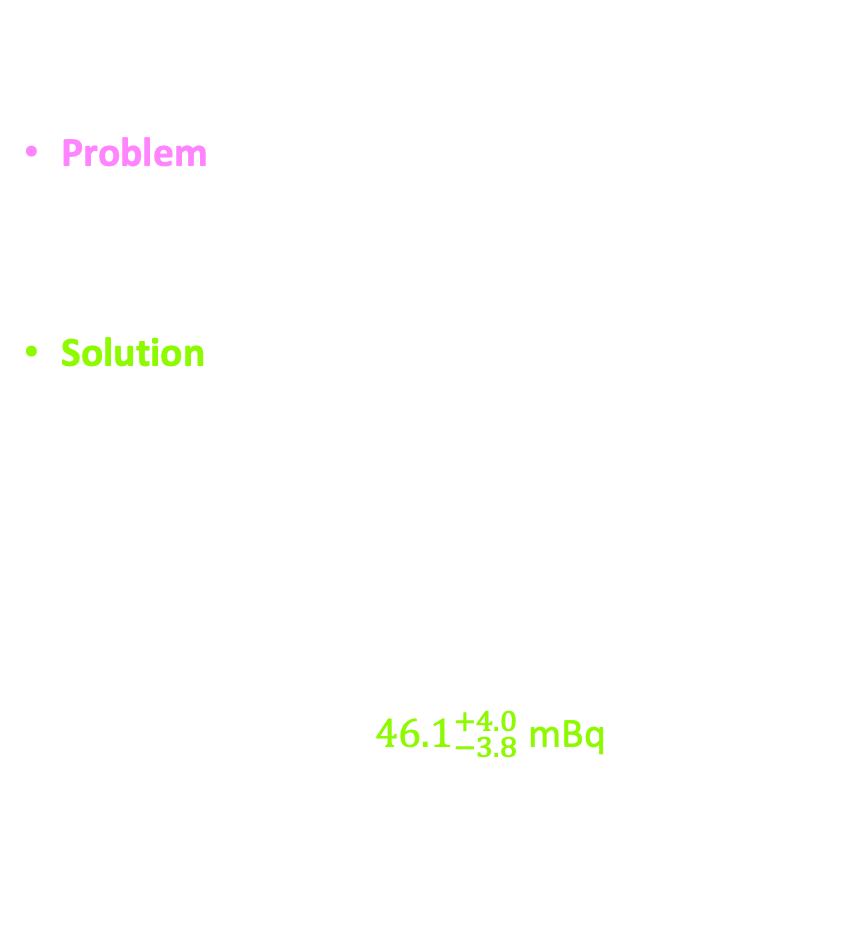 • Problem
• Solution
46.1 +4.0 −3.8 mBq